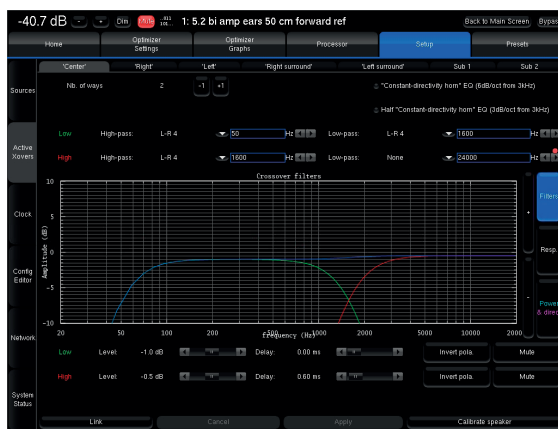 -40.7 dB - + Dim 1: 5.2 bi amp ears 50 cm forward ref Back to Main Screen Bypas
Home Optimizer Settings Optimizer Graphs Processor Setup Presets
Sources Active Xovers Clock Config Editor Network System Status
'Center' 'Right' 'Left' 'Right surround' 'Left surround' Sub 1 Sub 2
Nb. of ways 2 -1 +1 "Constant-directivity horn" EQ (6dB/oct from 3kHz)
Half "Constant-directivity horn" EQ (3dB/oct from 3kHz)
Low High-pass: L-R 4 50 Hz Low-pass: L-R 4 1600 Hz
High High-pass: L-R 4 1600 Hz Low-pass: None 24000 Hz
Crossover filters
Amplitude (dB)
10
5
0
-5
-10
20 50 100 200 500 1000 2000 5000 10000 2000
Frequency (Hz)
+
-
Filters
Resp.
Power & direc
Low Level: -1.0 dB Delay: 0.00 ms Invert pola. Mute
High Level: -0.5 dB Delay: 0.60 ms Invert pola. Mute
Link Cancel Apply Calibrate speaker